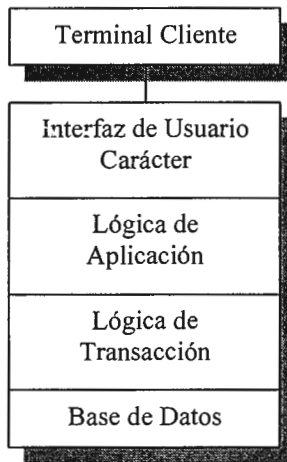 Terminal Cliente
Interfaz de Usuario
Carácter
Lógica de
Aplicación
Lógica de
Transacción
Base de Datos